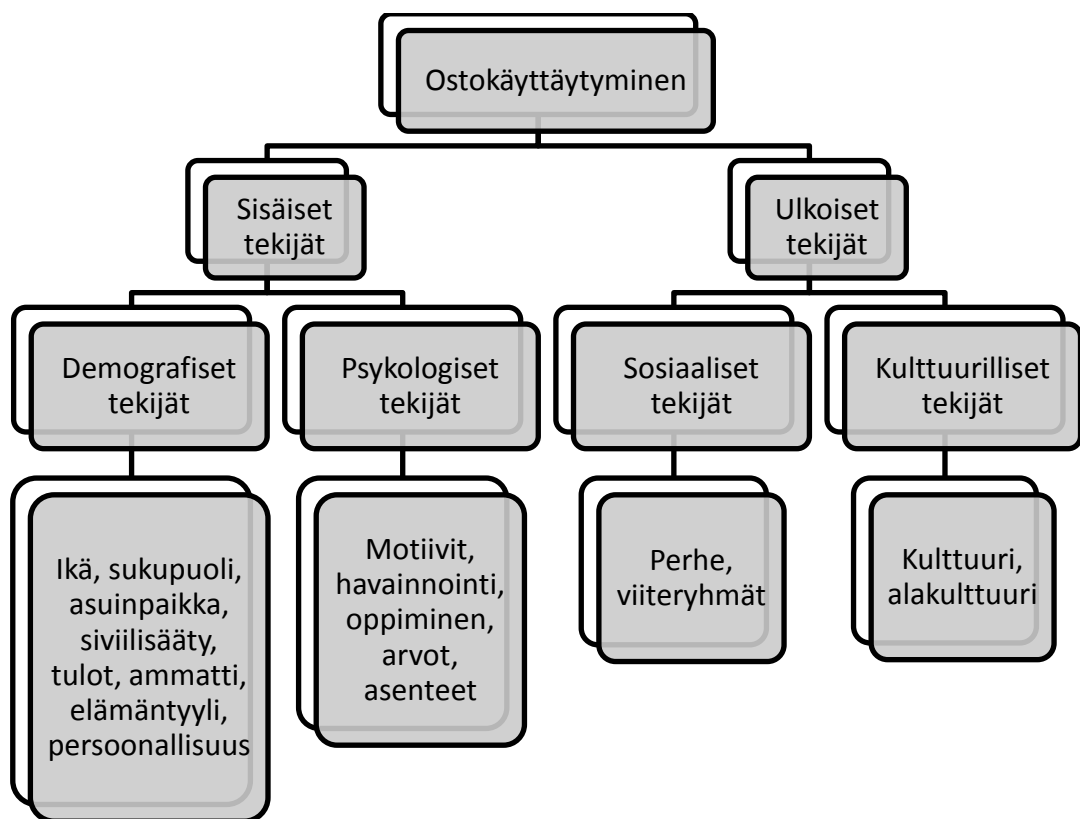 Ostokäyttäytyminen
Sisäiset
tekijät
Ulkoiset
tekijät
Demografiset
tekijät
Psykologiset
tekijät
Sosiaaliset
tekijät
Kulttuurilliset
tekijät
Ikä, sukupuoli,
asuinpaikka,
siviilisääty,
tulot, ammatti,
elämäntyyli,
persoonallisuus
Motiivit,
havainnointi,
oppiminen,
arvot,
asenteet
Perhe,
viiteryhmät
Kulttuuri,
alakulttuuri